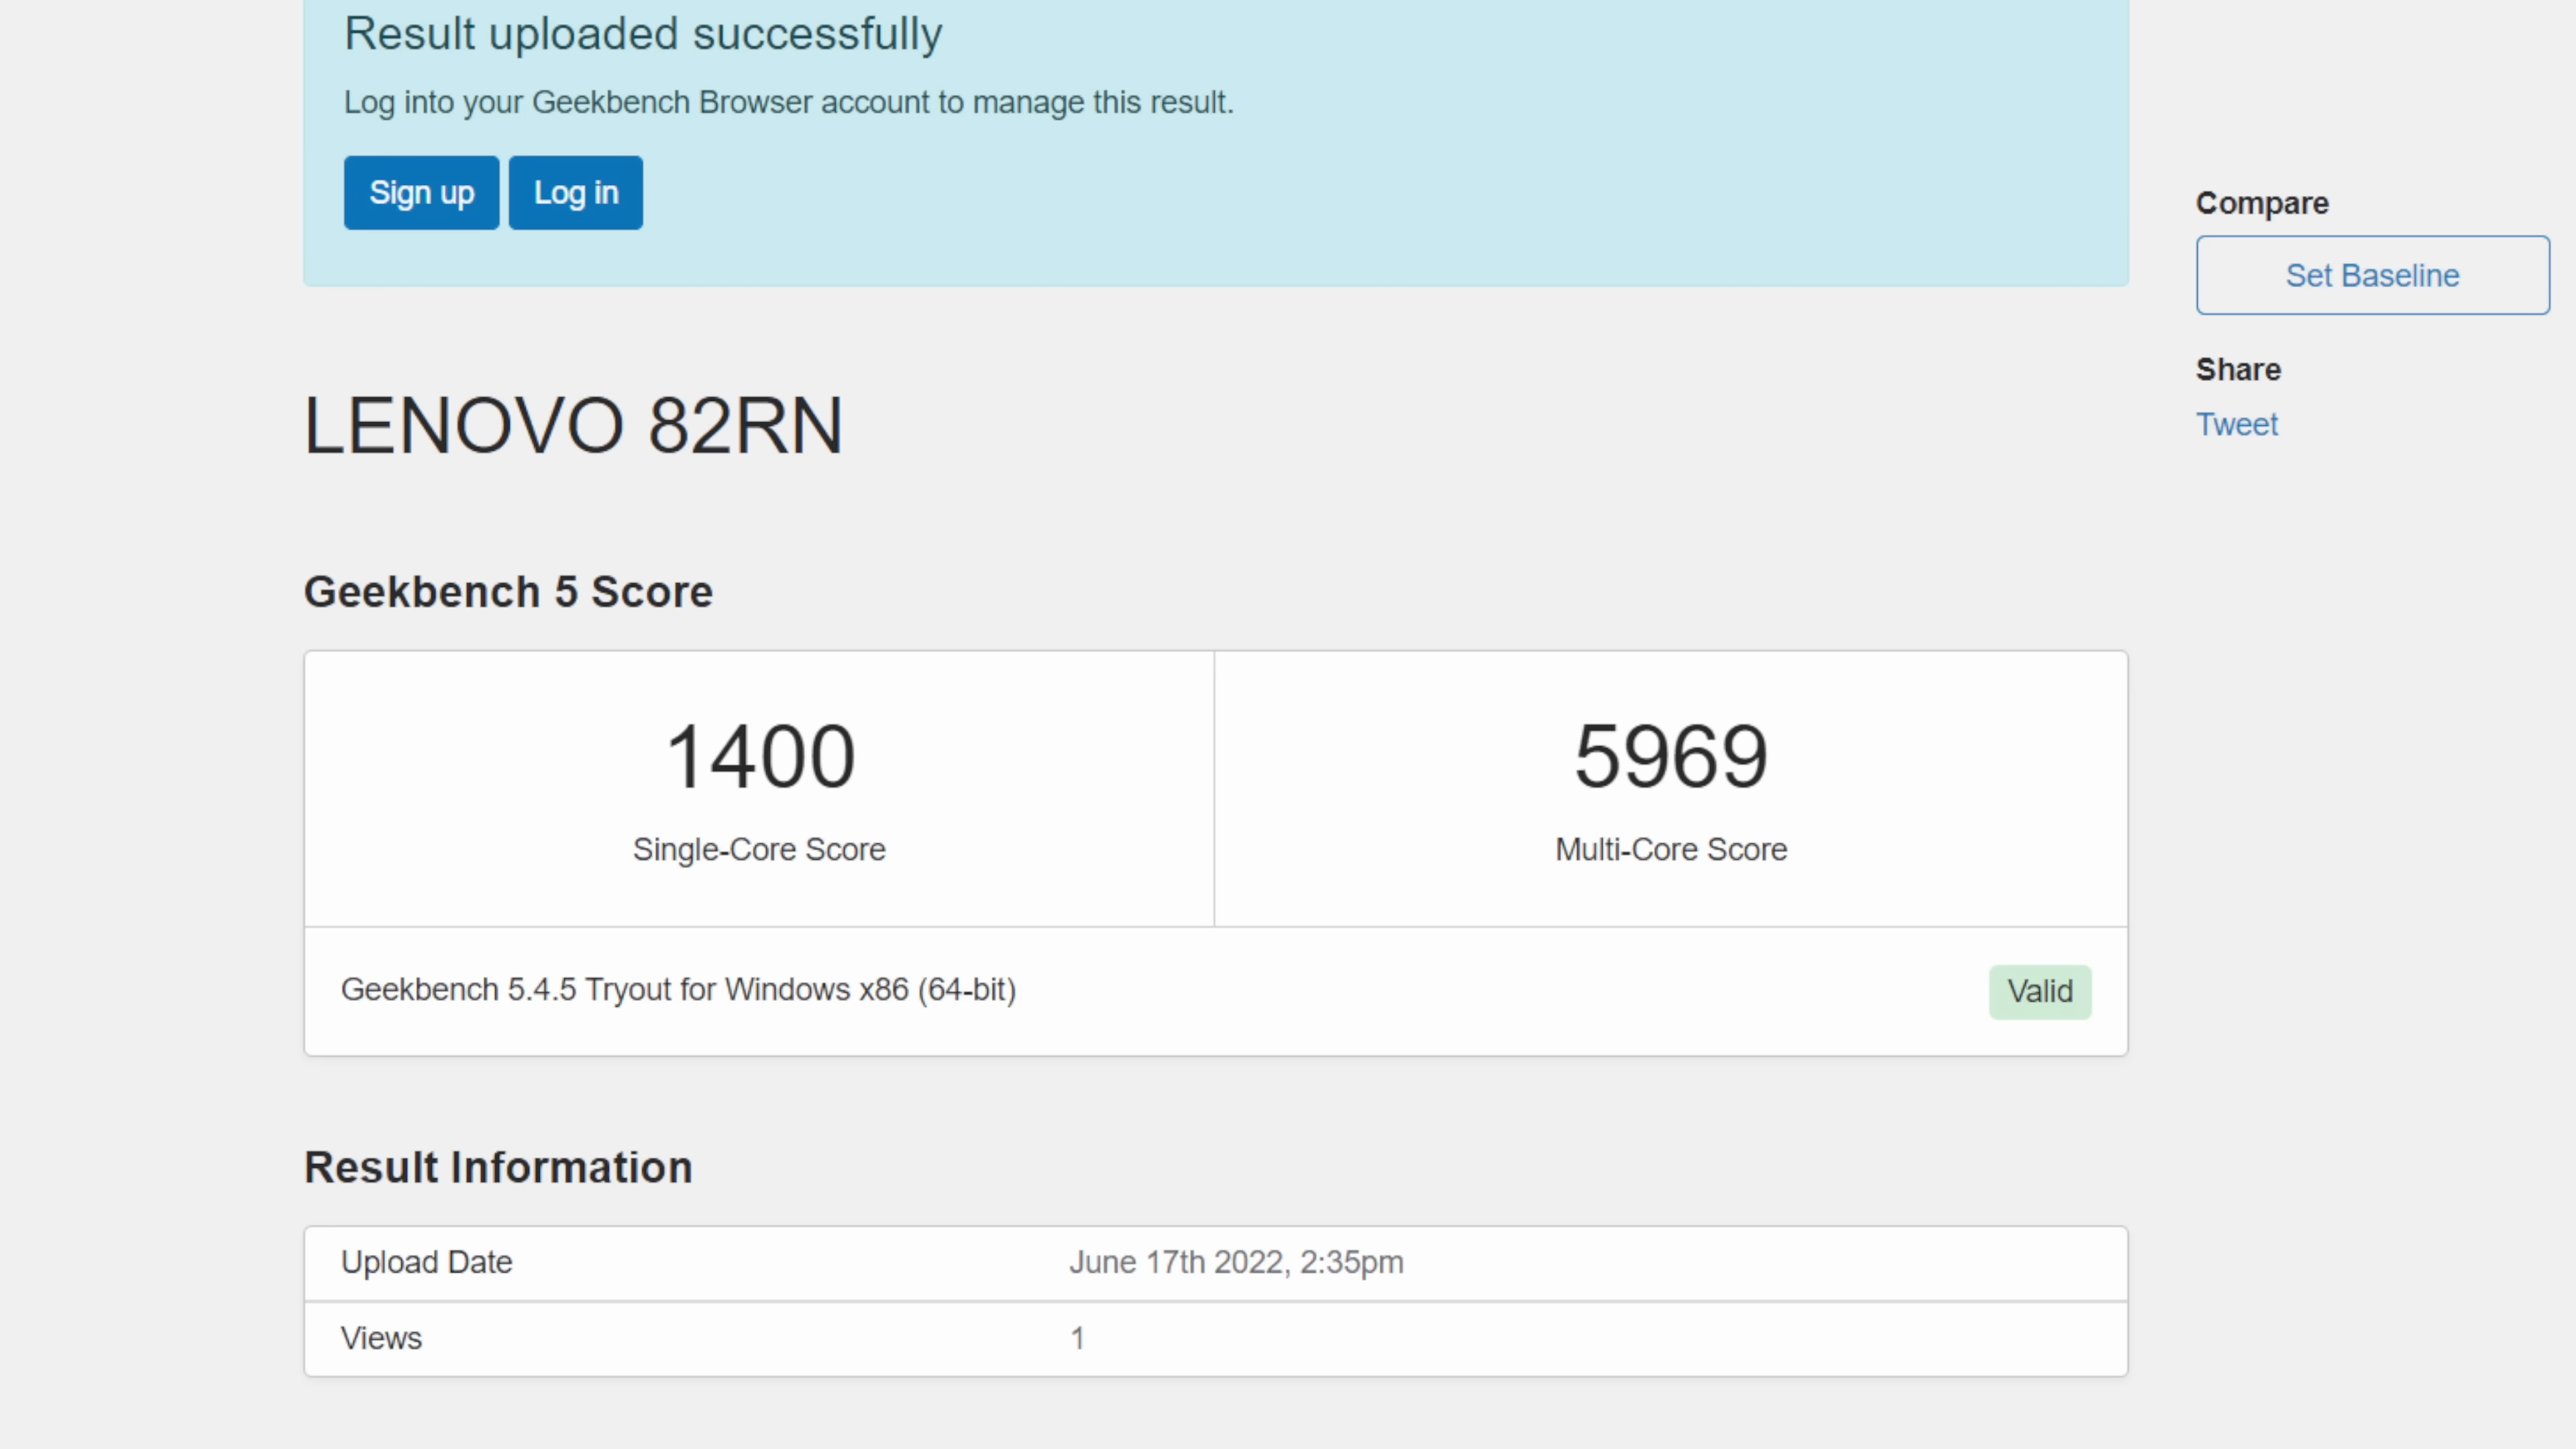 Result uploaded successfully
Log into your Geekbench Browser account to manage this result.
Sign up Log in
Compare
Set Baseline
Share
Tweet
LENOVO 82RN
Geekbench 5 Score
1400 5969
Single-Core Score Multi-Core Score
Geekbench 5.4.5 Tryout for Windows x86 (64-bit) Valid
Result Information
Upload Date June 17th 2022, 2:35pm
Views 1